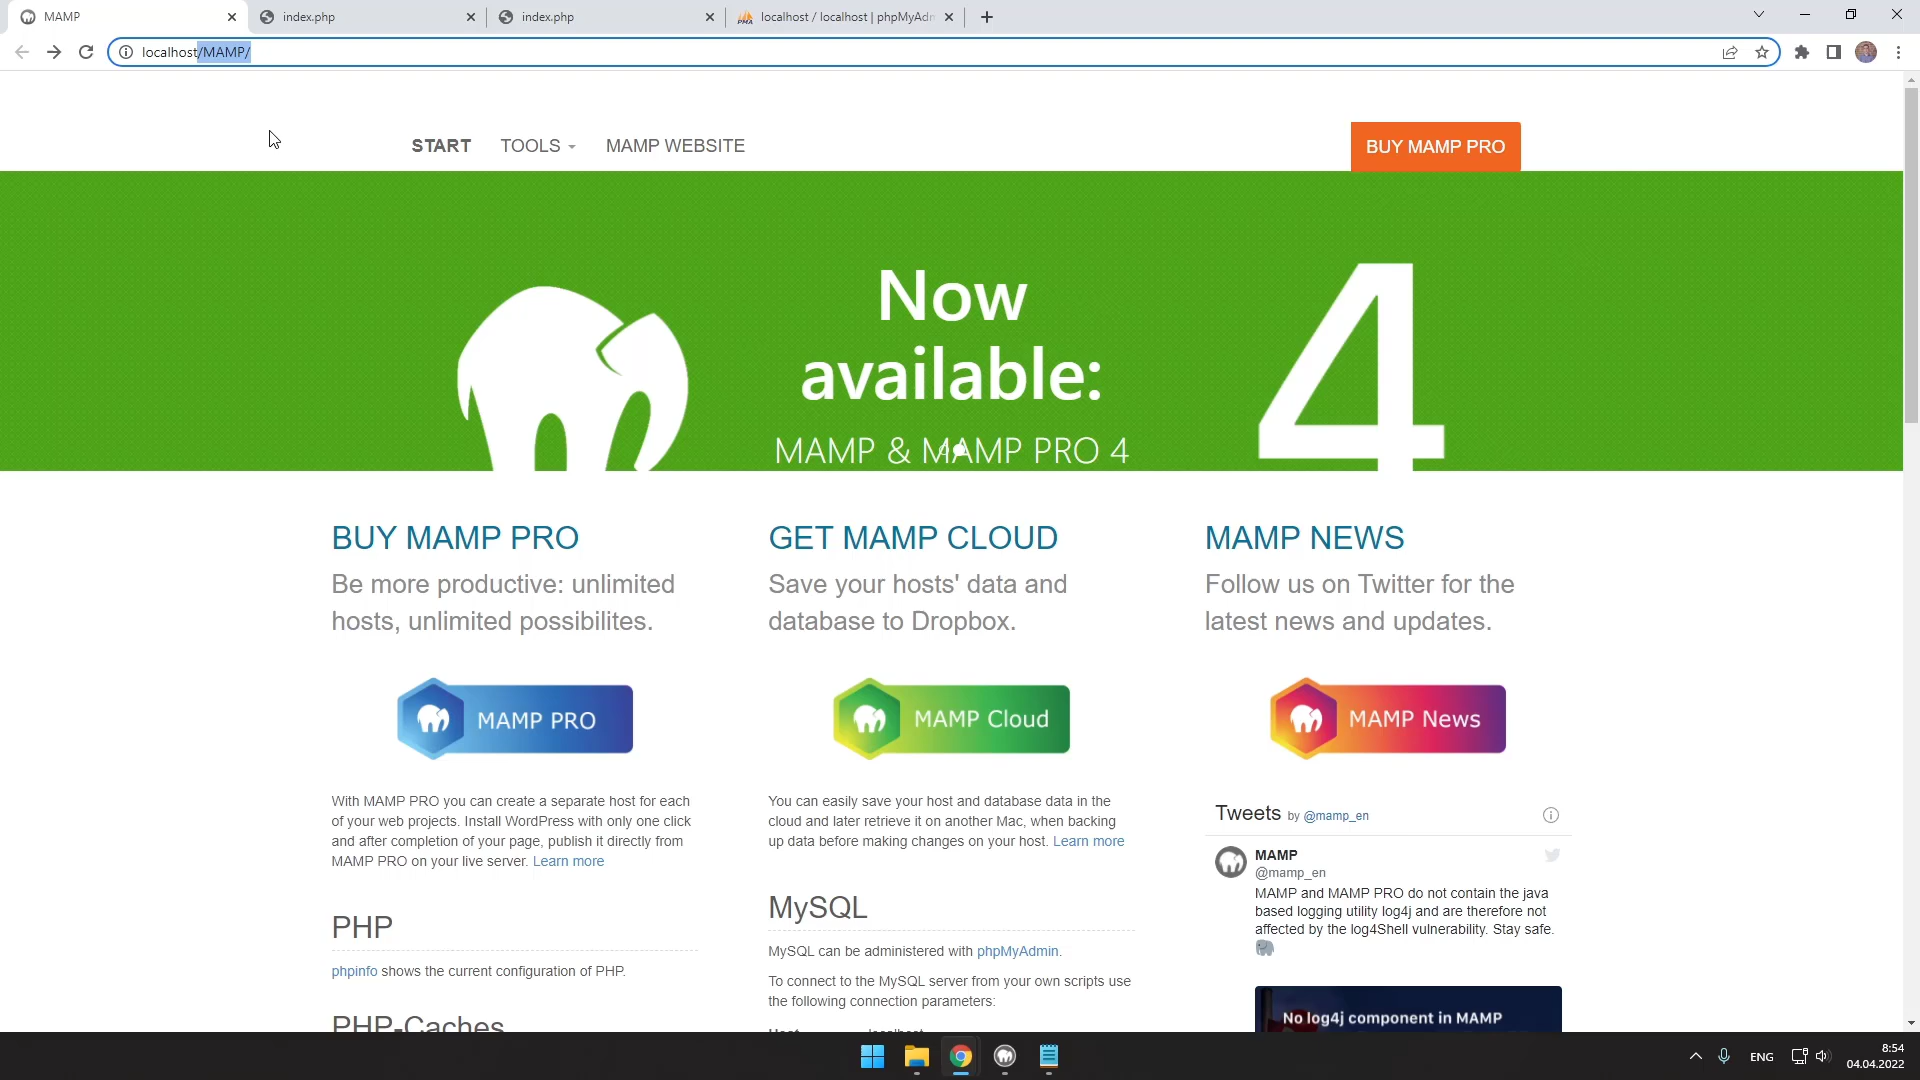 MAMP
index.php
index.php
localhost / localhost | phpMyAdm
localhost/MAMP/
START
TOOLS
MAMP WEBSITE
BUY MAMP PRO
Now
available:
MAMP & MAMP PRO 4
4
BUY MAMP PRO
Be more productive: unlimited
hosts, unlimited possibilites.
MAMP PRO
With MAMP PRO you can create a separate host for each
of your web projects. Install WordPress with only one click
and after completion of your page, publish it directly from
MAMP PRO on your live server. Learn more
PHP
phpinfo shows the current configuration of PHP.
PHP-Caches
GET MAMP CLOUD
Save your hosts' data and
database to Dropbox.
MAMP Cloud
You can easily save your host and database data in the
cloud and later retrieve it on another Mac, when backing
up data before making changes on your host. Learn more
MySQL
MySQL can be administered with phpMyAdmin.
To connect to the MySQL server from your own scripts use
the following connection parameters:
Host localhost
MAMP NEWS
Follow us on Twitter for the
latest news and updates.
MAMP News
Tweets by @mamp_en
MAMP
@mamp_en
MAMP and MAMP PRO do not contain the java
based logging utility log4j and are therefore not
affected by the log4Shell vulnerability. Stay safe.
No log4j component in MAMP
ENG
8:54
04.04.2022